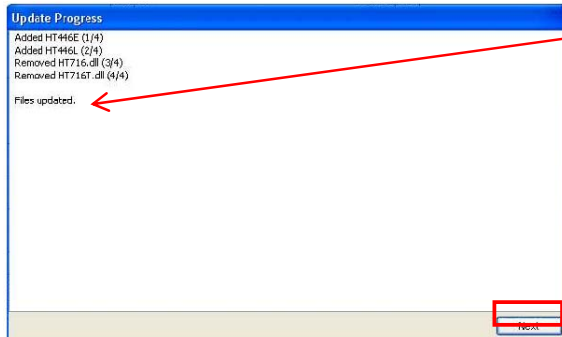 Update Progress
Added HT446E (1/4)
Added HT446L (2/4)
Removed HT716.dll (3/4)
Removed HT716T.dll (4/4)
Files updated.
Next